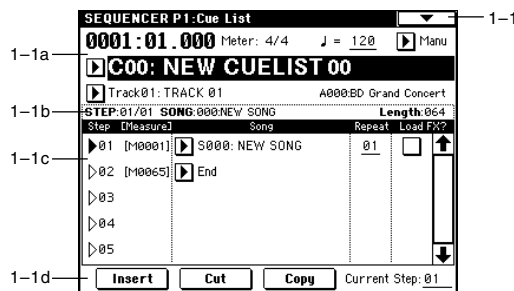 SEQUENCER P1:Cue List
1-1
0001:01.000 Meter: 4/4 ♩ = 120 Manu
1-1a
C00: NEW CUELIST 00
Track01: TRACK 01 A000:BD Grand Concert
1-1b
STEP:01/01 SONG:000:NEW SONG Length:064
Step [Measure] Song Repeat Load FX?
01 [M0001] S000: NEW SONG 01
1-1c
02 [M0065] End
03
04
05
1-1d
Insert Cut Copy Current Step: 01